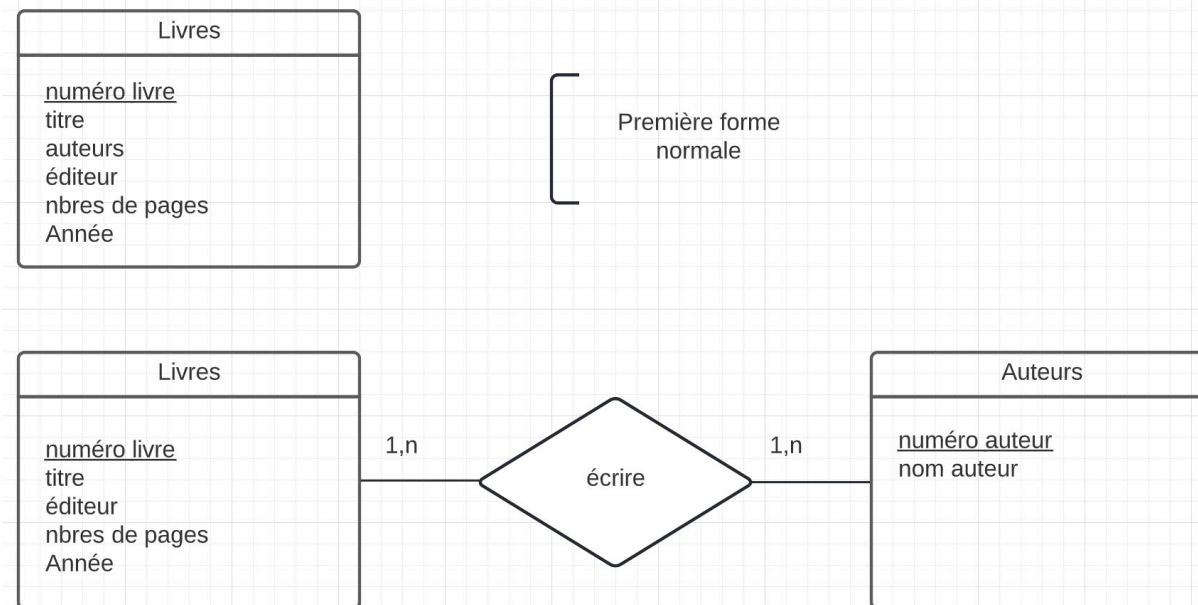 Livres
numéro livre
titre
auteurs
éditeur
nbres de pages
Année
Première forme
normale
Livres
numéro livre
titre
éditeur
nbres de pages
Année
1,n
écrire
1,n
Auteurs
numéro auteur
nom auteur